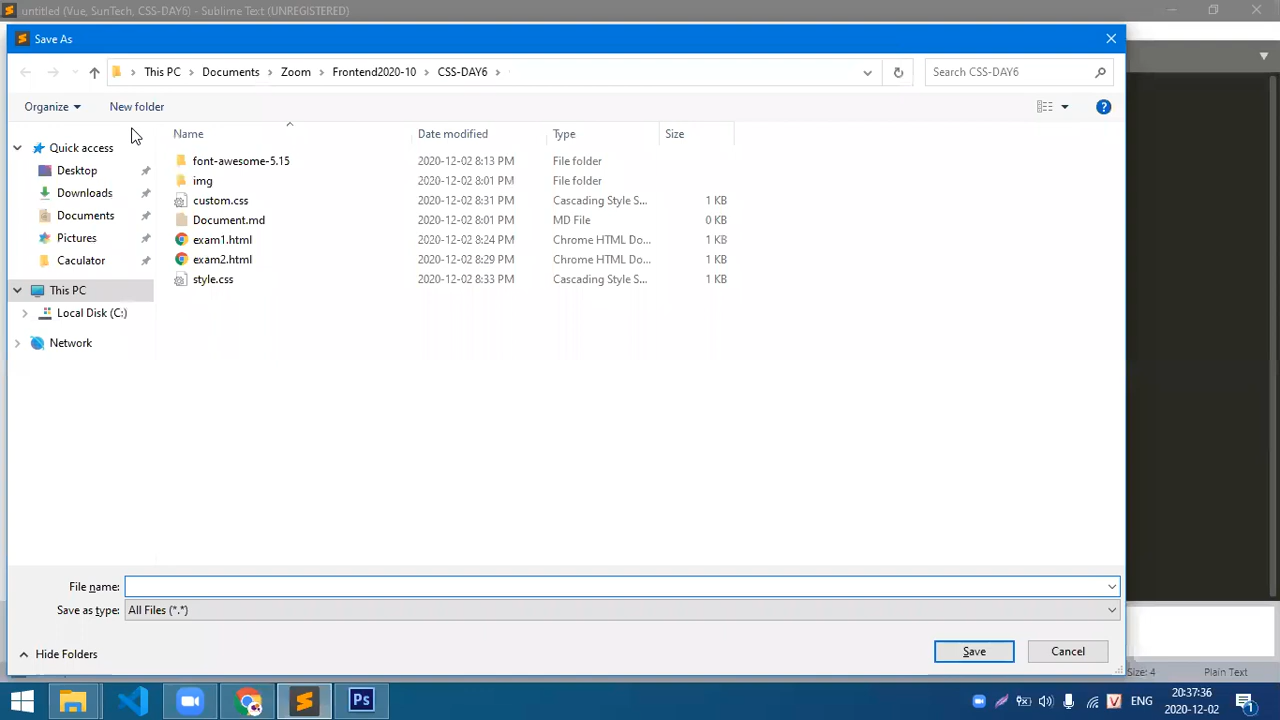 untitled (Vue, SunTech, CSS-DAY6) - Sublime Text (UNREGISTERED)
Save As
This PC > Documents > Zoom > Frontend2020-10 > CSS-DAY6 >
Search CSS-DAY6
Organize
New folder
Name Date modified Type Size
Quick access
Desktop
Downloads
Documents
Pictures
Caculator
This PC
Local Disk (C:)
Network
font-awesome-5.15 2020-12-02 8:13 PM File folder
img 2020-12-02 8:01 PM File folder
custom.css 2020-12-02 8:31 PM Cascading Style S... 1 KB
Document.md 2020-12-02 8:01 PM MD File 0 KB
exam1.html 2020-12-02 8:24 PM Chrome HTML Do... 1 KB
exam2.html 2020-12-02 8:29 PM Chrome HTML Do... 1 KB
style.css 2020-12-02 8:33 PM Cascading Style S... 1 KB
File name:
Save as type: All Files (*.*)
Hide Folders
Save
Cancel
Size: 4
Plain Text
Ps
V
ENG
20:37:36
2020-12-02
1